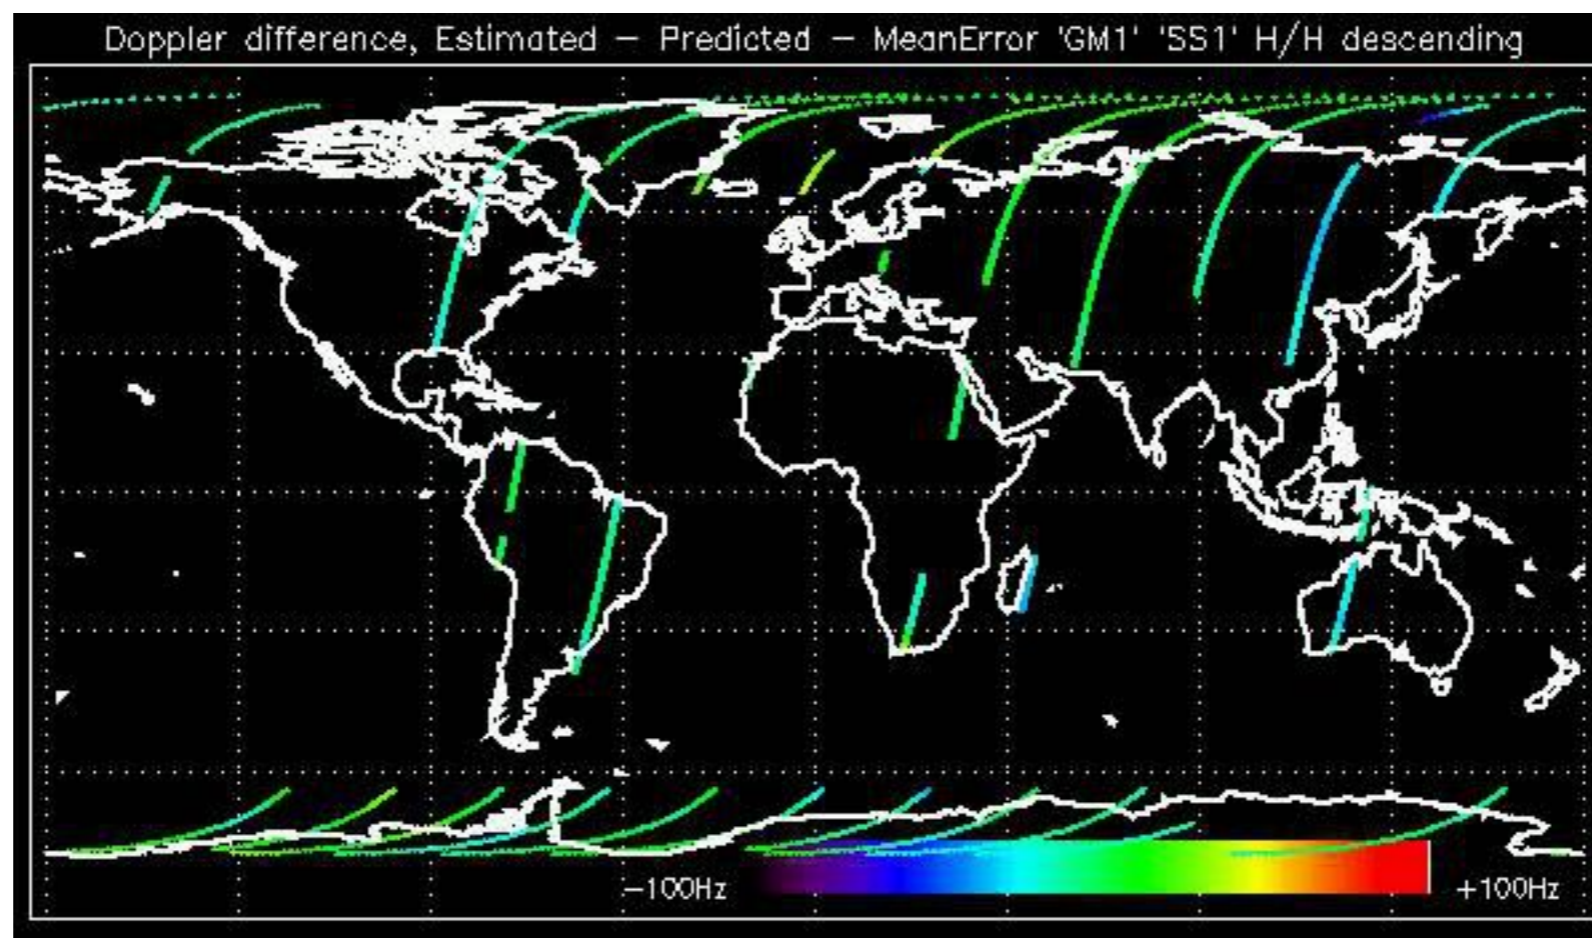 Doppler difference, Estimated – Predicted – MeanError 'GM1' 'SS1' H/H descending
–100Hz +100Hz